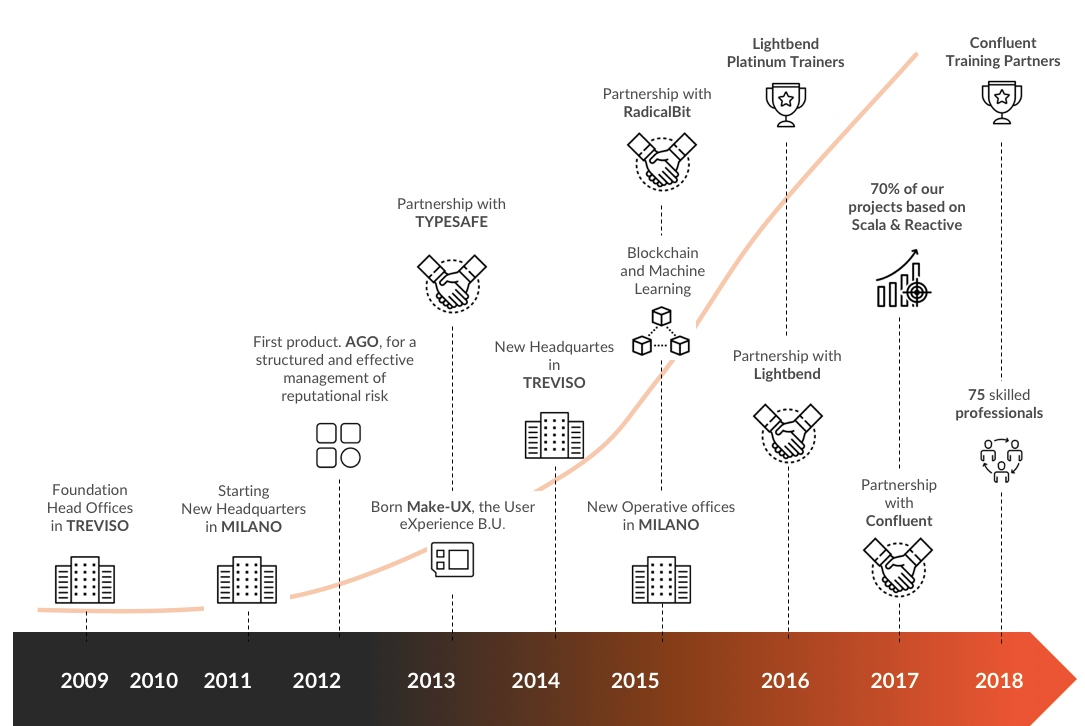 Lightbend
Platinum Trainers
Confluent
Training Partners
Partnership with
RadicalBit
70% of our
projects based on
Scala & Reactive
Partnership with
TYPESAFE
Blockchain
and Machine
Learning
First product. AGO, for a
structured and effective
management of
reputational risk
New Headquartes
in
TREVISO
Partnership with
Lightbend
75 skilled
professionals
Foundation
Head Offices
in TREVISO
Starting
New Headquarters
in MILANO
Born Make-UX, the User
eXperience B.U.
New Operative offices
in MILANO
Partnership
with
Confluent
2009 2010 2011 2012 2013 2014 2015 2016 2017 2018